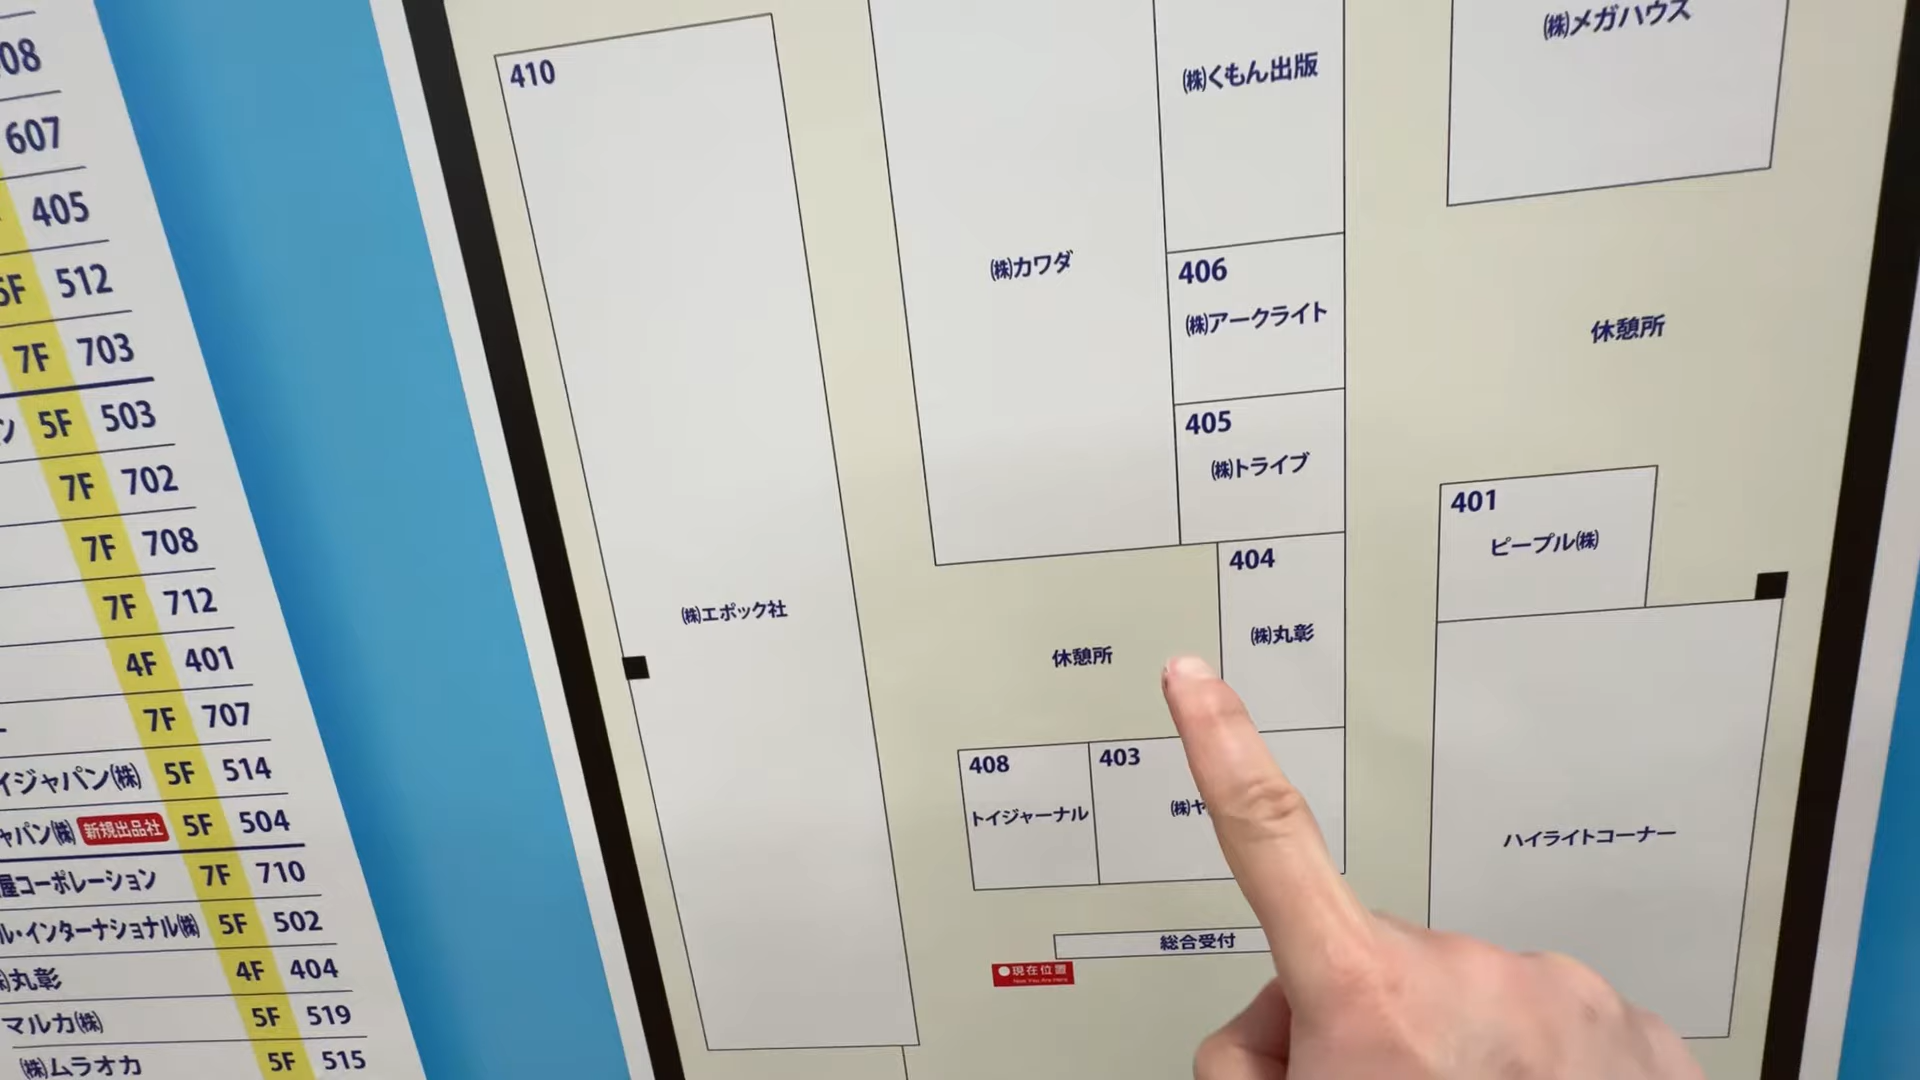 08
607
405
5F 512
7F 703
ン 5F 503
7F 702
7F 708
7F 712
4F 401
7F 707
イジャパン㈱ 5F 514
ャパン㈱ 新規出品社 5F 504
屋コーポレーション 7F 710
ル・インターナショナル㈱ 5F 502
㈱丸彰 4F 404
マルカ㈱ 5F 519
㈱ムラオカ 5F 515
410
㈱エポック社
㈱カワダ
㈱くもん出版
406
㈱アークライト
405
㈱トライブ
404
㈱丸彰
休憩所
408
トイジャーナル
403
㈱ヤ
総合受付
●現在位置
Now You Are Here
㈱メガハウス
休憩所
401
ピープル㈱
ハイライトコーナー